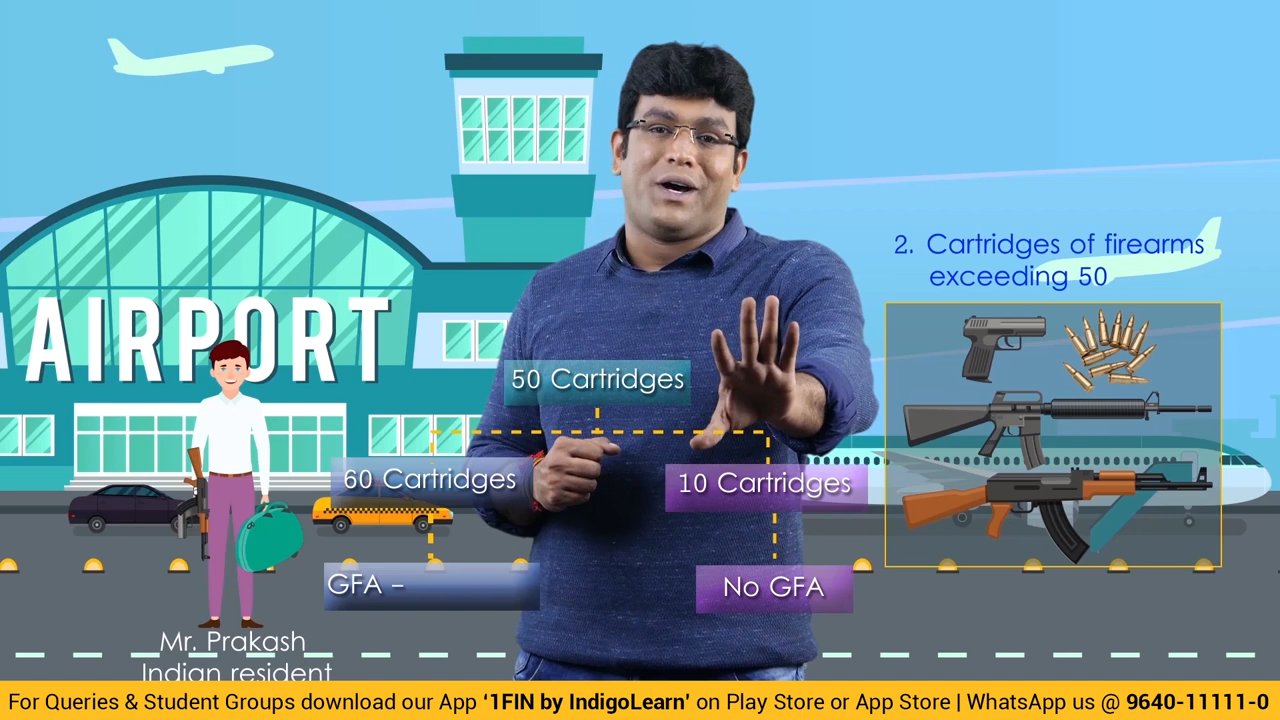 AIRPORT
2. Cartridges of firearms
exceeding 50
50 Cartridges
60 Cartridges
10 Cartridges
GFA –
No GFA
Mr. Prakash
Indian resident
For Queries & Student Groups download our App ‘1FIN by IndigoLearn’ on Play Store or App Store | WhatsApp us @ 9640-11111-0